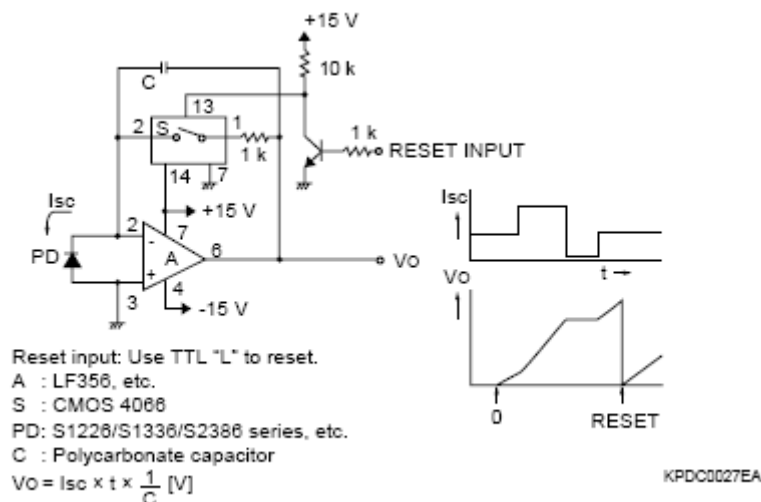 +15 V
10 k
C
13
2 S 1
1 k
7
14
1 k
RESET INPUT
Isc
+15 V
2
7
PD
-
A
6
Vo
+
3
4
-15 V
Isc
t
Vo
0
RESET
Reset input: Use TTL "L" to reset.
A : LF356, etc.
S : CMOS 4066
PD: S1226/S1336/S2386 series, etc.
C : Polycarbonate capacitor
Vo = Isc × t × 1/C [V]
KPDC0027EA